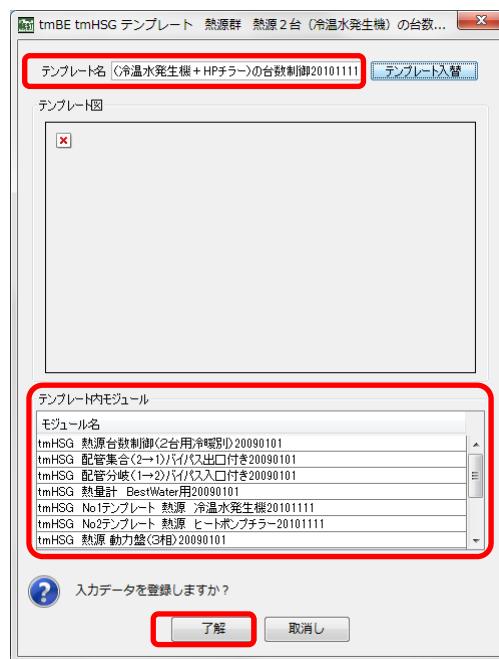 tmBE tmHSG テンプレート 熱源群 熱源2台(冷温水発生機)の台数...
テンプレート名 (冷温水発生機+HPチラー)の台数制御20101111 テンプレート入替
テンプレート図
テンプレート内モジュール
モジュール名
tmHSG 熱源台数制御(2台用冷暖別)20090101
tmHSG 配管集合(2→1)バイパス出口付き20090101
tmHSG 配管分岐(1→2)バイパス入口付き20090101
tmHSG 熱量計 BestWater用20090101
tmHSG No1テンプレート 熱源 冷温水発生機20101111
tmHSG No2テンプレート 熱源 ヒートポンプチラー20101111
tmHSG 熱源 動力盤(3相)20090101
入力データを登録しますか?
了解 取消し